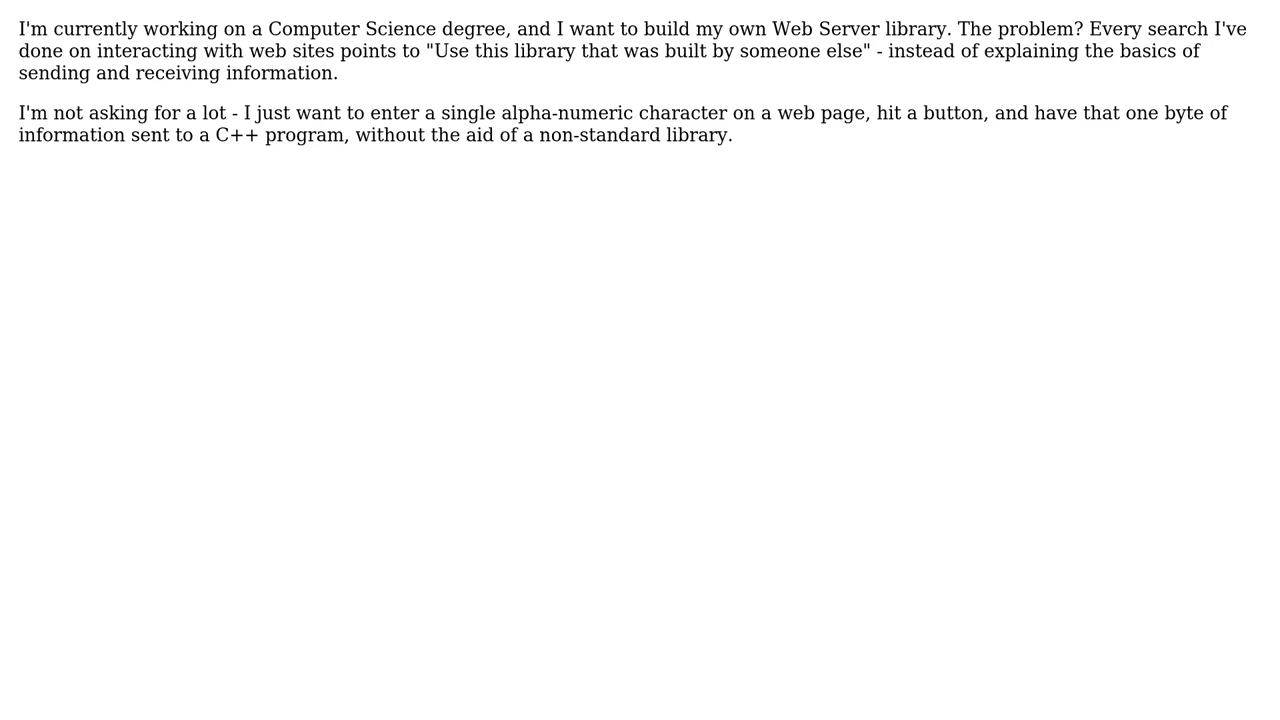 I'm currently working on a Computer Science degree, and I want to build my own Web Server library. The problem? Every search I've
done on interacting with web sites points to "Use this library that was built by someone else" - instead of explaining the basics of
sending and receiving information.
I'm not asking for a lot - I just want to enter a single alpha-numeric character on a web page, hit a button, and have that one byte of
information sent to a C++ program, without the aid of a non-standard library.